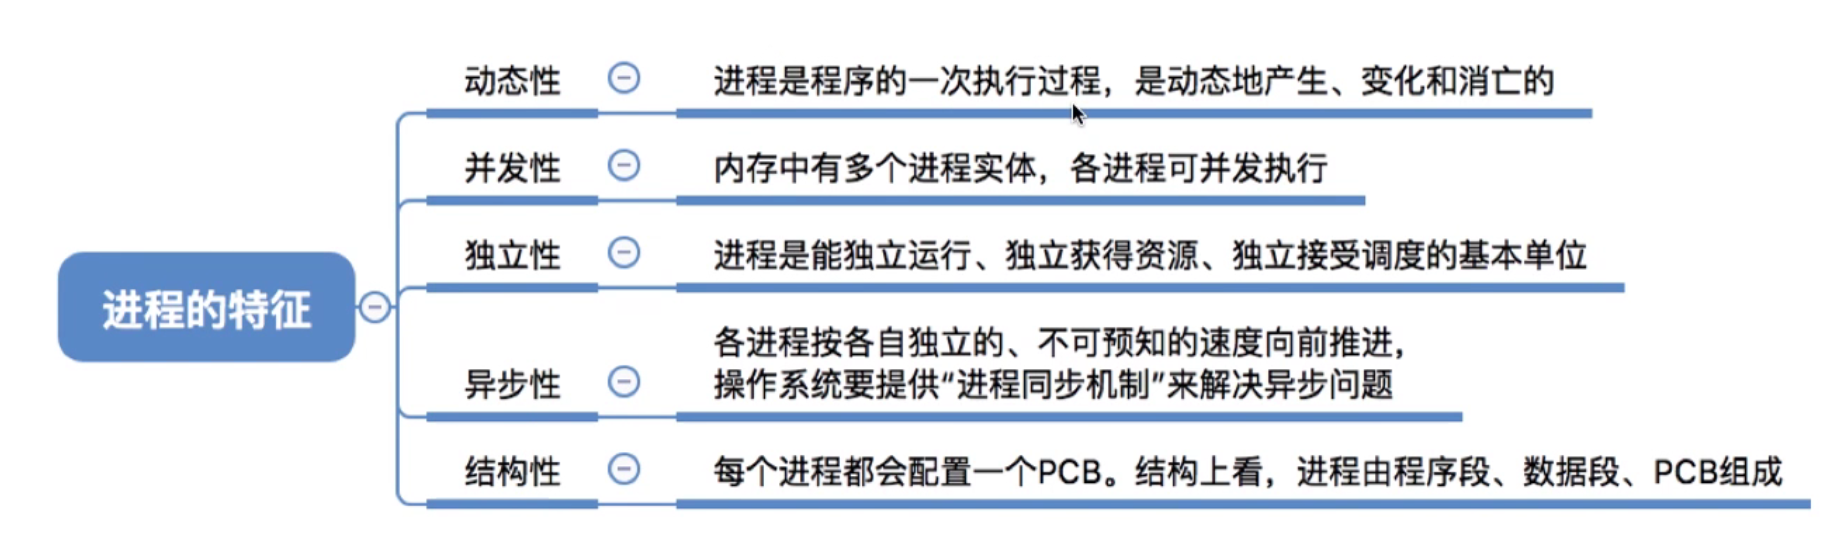 进程的特征
动态性
进程是程序的一次执行过程，是动态地产生、变化和消亡的
并发性
内存中有多个进程实体，各进程可并发执行
独立性
进程是能独立运行、独立获得资源、独立接受调度的基本单位
异步性
各进程按各自独立的、不可预知的速度向前推进，
操作系统要提供“进程同步机制”来解决异步问题
结构性
每个进程都会配置一个PCB。结构上看，进程由程序段、数据段、PCB组成